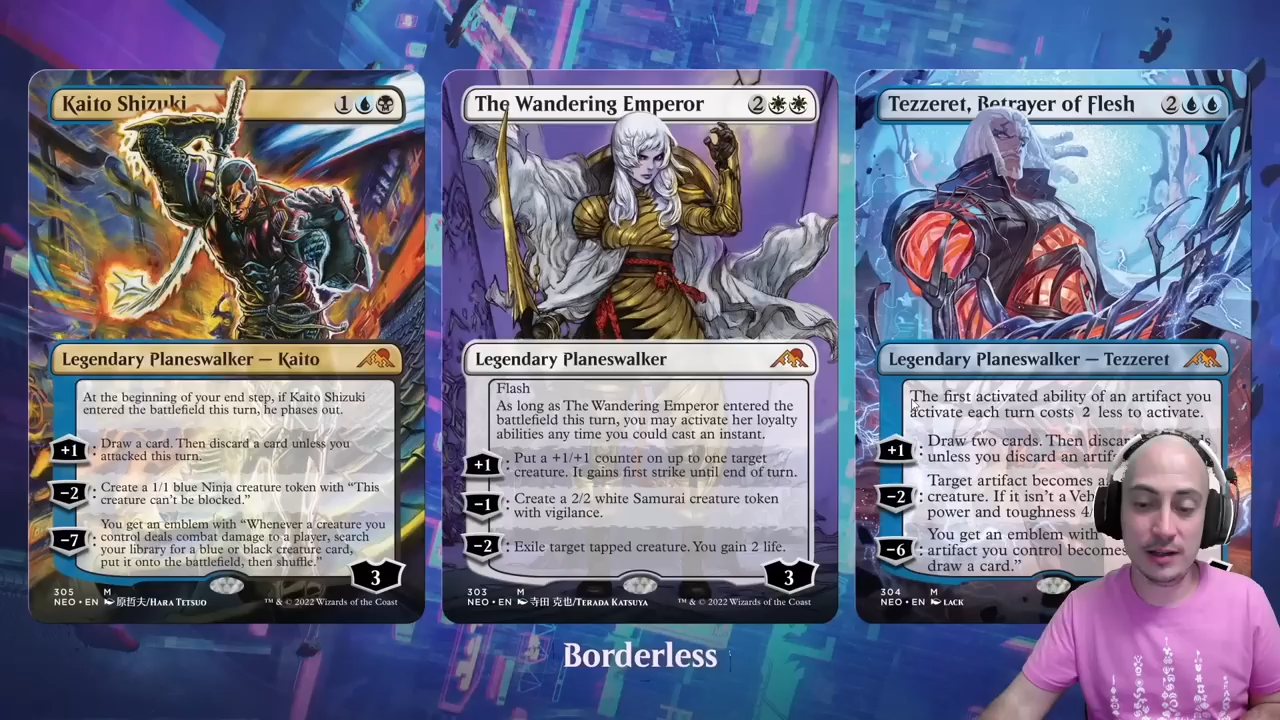 Kaito Shizuki
1
Legendary Planeswalker — Kaito
At the beginning of your end step, if Kaito Shizuki
entered the battlefield this turn, he phases out.
+1 : Draw a card. Then discard a card unless you
attacked this turn.
−2 : Create a 1/1 blue Ninja creature token with “This
creature can't be blocked.”
−7 : You get an emblem with “Whenever a creature you
control deals combat damage to a player, search
your library for a blue or black creature card,
put it onto the battlefield, then shuffle.”
3
305 M
NEO • EN 原哲夫/Hara Tetsuo
™ & © 2022 Wizards of the Coast
The Wandering Emperor
2
Legendary Planeswalker
Flash
As long as The Wandering Emperor entered the
battlefield this turn, you may activate her loyalty
abilities any time you could cast an instant.
+1 : Put a +1/+1 counter on up to one target
creature. It gains first strike until end of turn.
−1 : Create a 2/2 white Samurai creature token
with vigilance.
−2 : Exile target tapped creature. You gain 2 life.
3
303 M
NEO • EN 寺田 克也/Terada Katsuya
™ & © 2022 Wizards of the Coast
Tezzeret, Betrayer of Flesh
2
Legendary Planeswalker — Tezzeret
The first activated ability of an artifact you
activate each turn costs 2 less to activate.
+1 : Draw two cards. Then discar
unless you discard an artif
−2 : Target artifact becomes a
creature. If it isn't a Veh
power and toughness 4/
−6 : You get an emblem with
artifact you control becomes
draw a card.”
304 M
NEO • EN Lack
Borderless